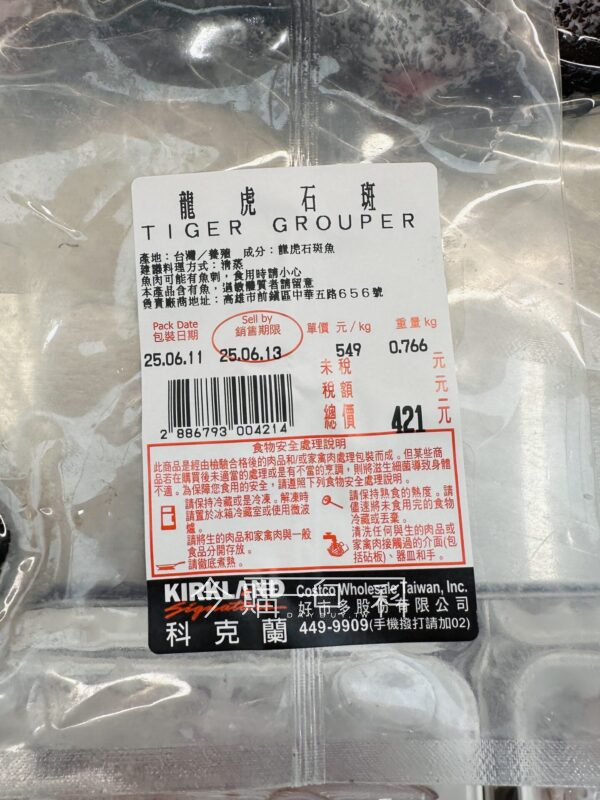 龍虎石斑
TIGER GROUPER
產地：台灣／養殖 成分：龍虎石斑魚
建議料理方式：清蒸
魚肉可能有魚刺，食用時請小心
本產品含有魚，過敏體質者請留意
負責廠商地址：高雄市前鎮區中華五路656號
Pack Date Sell by
包裝日期 銷售期限 單價 元/kg 重量 kg
25.06.11 25.06.13 549 0.766
未稅 元
稅額 元
總價 421 元
2 886793 004214
食物安全處理說明
此商品是經由檢驗合格後的肉品和/或家禽肉處理包裝而成。但某些商
品若在購買後未適當的處理或是有不當的烹調，則將滋生細菌導致身體
不適。為保障您食用的安全，請遵照下列食物安全處理說明。
請保持冷藏或是冷凍。解凍時
請置於冰箱冷藏室或使用微波
爐。
請將生的肉品和家禽肉與一般
食品分開存放。
請徹底煮熟。
請保持熟食的熱度。請
儘速將未食用完的食物
冷藏或丟棄。
清洗任何與生的肉品或
家禽肉接觸過的介面(包
括砧板)、器皿和手。
KIRKLAND
Signature
科克蘭
Costco Wholesale Taiwan, Inc.
好市多股份有限公司
449-9909(手機撥打請加02)